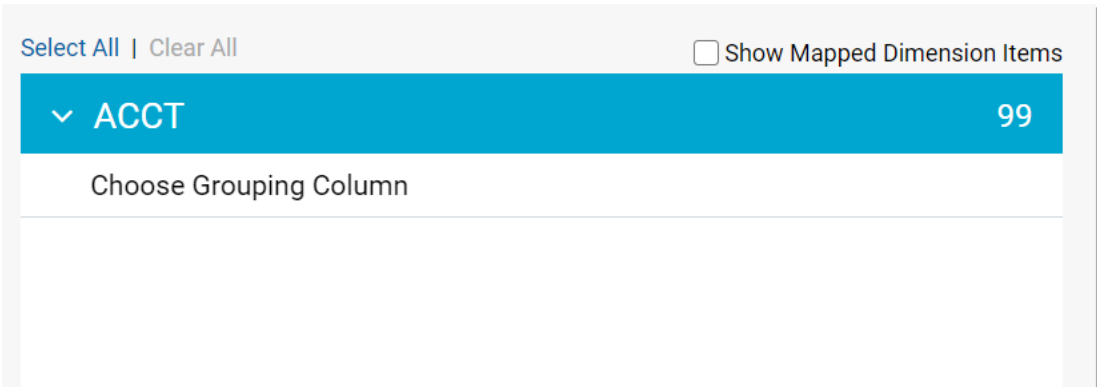 Select All | Clear All
Show Mapped Dimension Items
ACCT 99
Choose Grouping Column